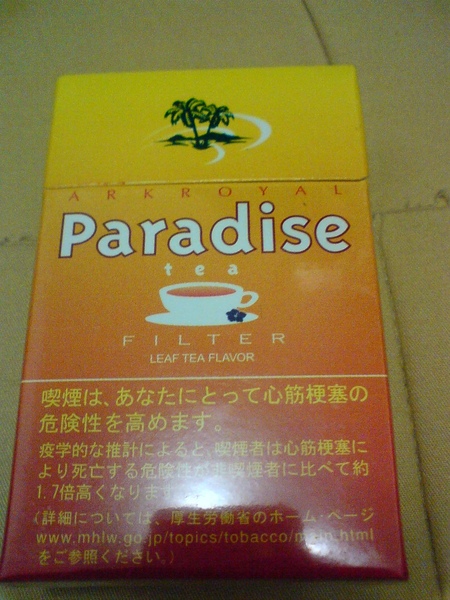 ARKROYAL
Paradise
tea
FILTER
LEAF TEA FLAVOR
喫煙は、あなたにとって心筋梗塞の
危険性を高めます。
疫学的な推計によると、喫煙者は心筋梗塞に
より死亡する危険性が非喫煙者に比べて約
1.7倍高くなります。
(詳細については、厚生労働省のホーム・ページ
www.mhlw.go.jp/topics/tobacco/main.html
をご参照ください。)